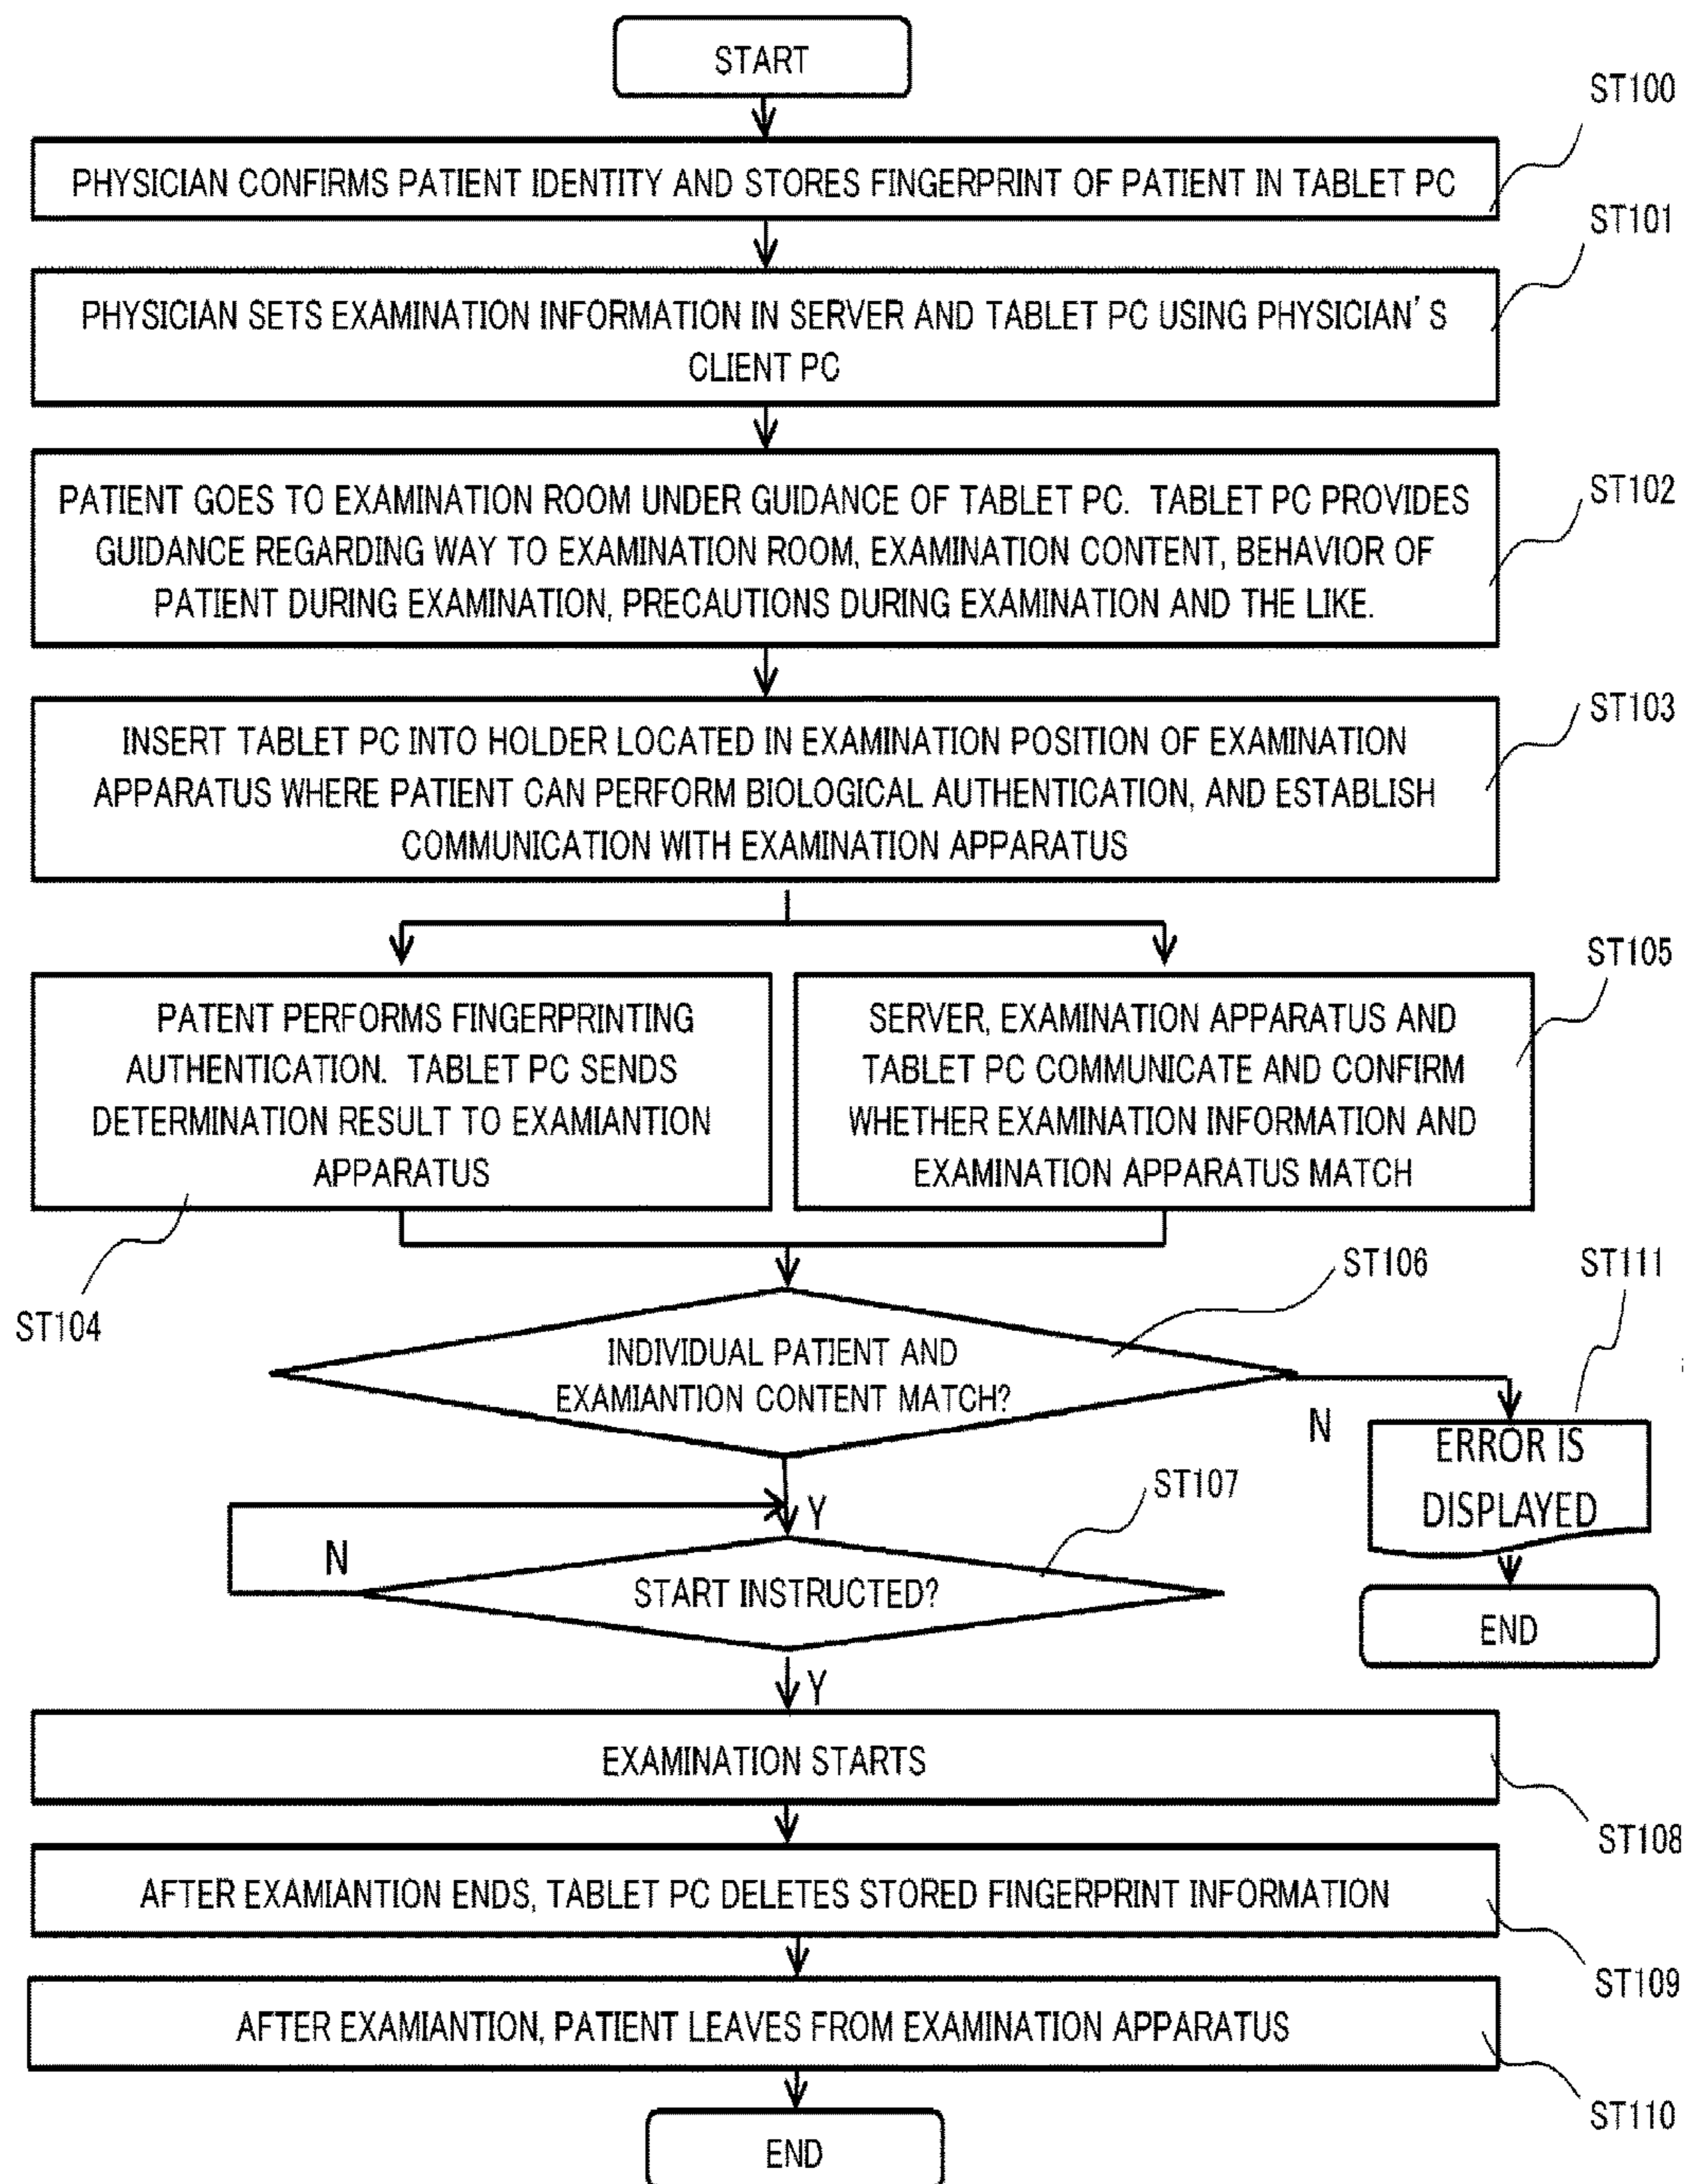 START
ST100
PHYSICIAN CONFIRMS PATIENT IDENTITY AND STORES FINGERPRINT OF PATIENT IN TABLET PC
ST101
PHYSICIAN SETS EXAMINATION INFORMATION IN SERVER AND TABLET PC USING PHYSICIAN'S
CLIENT PC
ST102
PATIENT GOES TO EXAMINATION ROOM UNDER GUIDANCE OF TABLET PC. TABLET PC PROVIDES
GUIDANCE REGARDING WAY TO EXAMINATION ROOM, EXAMINATION CONTENT, BEHAVIOR OF
PATIENT DURING EXAMINATION, PRECAUTIONS DURING EXAMINATION AND THE LIKE.
ST103
INSERT TABLET PC INTO HOLDER LOCATED IN EXAMINATION POSITION OF EXAMINATION
APPARATUS WHERE PATIENT CAN PERFORM BIOLOGICAL AUTHENTICATION, AND ESTABLISH
COMMUNICATION WITH EXAMINATION APPARATUS
PATENT PERFORMS FINGERPRINTING
AUTHENTICATION. TABLET PC SENDS
DETERMINATION RESULT TO EXAMIANTION
APPARATUS
ST104
ST105
SERVER, EXAMINATION APPARATUS AND
TABLET PC COMMUNICATE AND CONFIRM
WHETHER EXAMINATION INFORMATION AND
EXAMINATION APPARATUS MATCH
ST106
INDIVIDUAL PATIENT AND
EXAMIANTION CONTENT MATCH?
N
ST111
ERROR IS
DISPLAYED
END
Y
ST107
N
START INSTRUCTED?
Y
EXAMINATION STARTS
ST108
AFTER EXAMIANTION ENDS, TABLET PC DELETES STORED FINGERPRINT INFORMATION
ST109
AFTER EXAMIANTION, PATIENT LEAVES FROM EXAMINATION APPARATUS
ST110
END